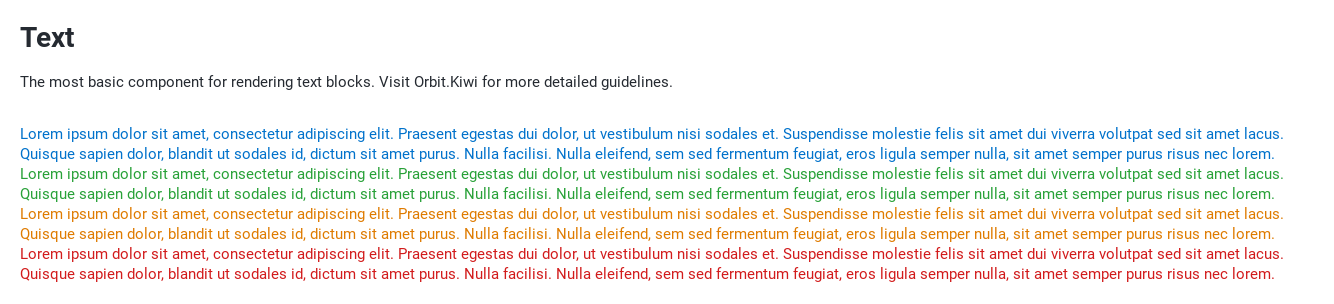 Text
The most basic component for rendering text blocks. Visit Orbit.Kiwi for more detailed guidelines.
Lorem ipsum dolor sit amet, consectetur adipiscing elit. Praesent egestas dui dolor, ut vestibulum nisi sodales et. Suspendisse molestie felis sit amet dui viverra volutpat sed sit amet lacus.
Quisque sapien dolor, blandit ut sodales id, dictum sit amet purus. Nulla facilisi. Nulla eleifend, sem sed fermentum feugiat, eros ligula semper nulla, sit amet semper purus risus nec lorem.
Lorem ipsum dolor sit amet, consectetur adipiscing elit. Praesent egestas dui dolor, ut vestibulum nisi sodales et. Suspendisse molestie felis sit amet dui viverra volutpat sed sit amet lacus.
Quisque sapien dolor, blandit ut sodales id, dictum sit amet purus. Nulla facilisi. Nulla eleifend, sem sed fermentum feugiat, eros ligula semper nulla, sit amet semper purus risus nec lorem.
Lorem ipsum dolor sit amet, consectetur adipiscing elit. Praesent egestas dui dolor, ut vestibulum nisi sodales et. Suspendisse molestie felis sit amet dui viverra volutpat sed sit amet lacus.
Quisque sapien dolor, blandit ut sodales id, dictum sit amet purus. Nulla facilisi. Nulla eleifend, sem sed fermentum feugiat, eros ligula semper nulla, sit amet semper purus risus nec lorem.
Lorem ipsum dolor sit amet, consectetur adipiscing elit. Praesent egestas dui dolor, ut vestibulum nisi sodales et. Suspendisse molestie felis sit amet dui viverra volutpat sed sit amet lacus.
Quisque sapien dolor, blandit ut sodales id, dictum sit amet purus. Nulla facilisi. Nulla eleifend, sem sed fermentum feugiat, eros ligula semper nulla, sit amet semper purus risus nec lorem.